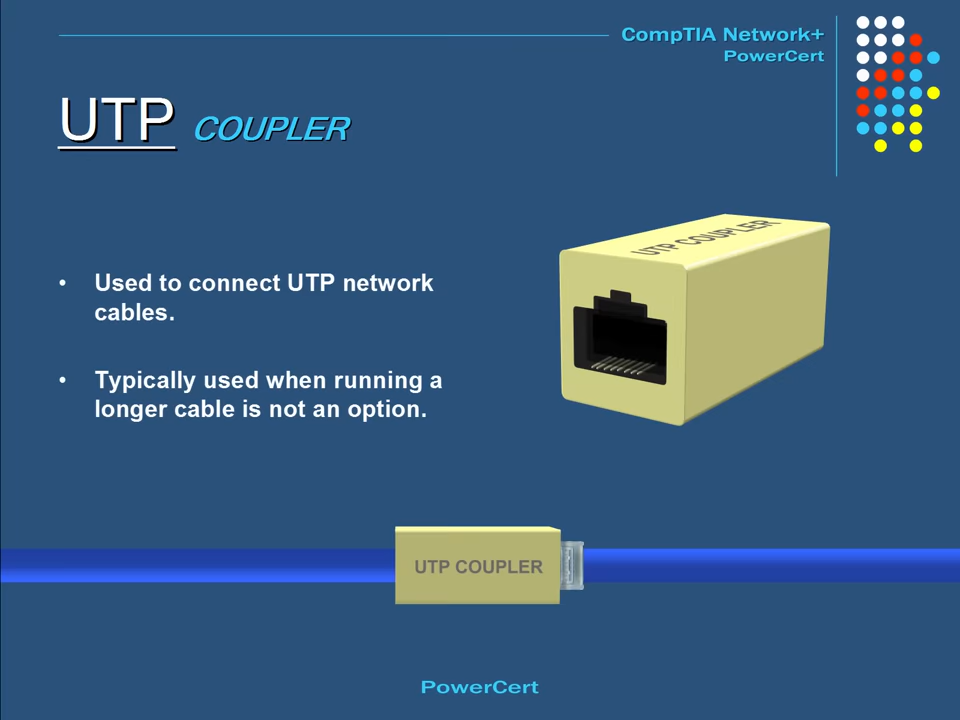 CompTIA Network+
PowerCert
UTP COUPLER
UTP COUPLER
• Used to connect UTP network
cables.
• Typically used when running a
longer cable is not an option.
UTP COUPLER
PowerCert